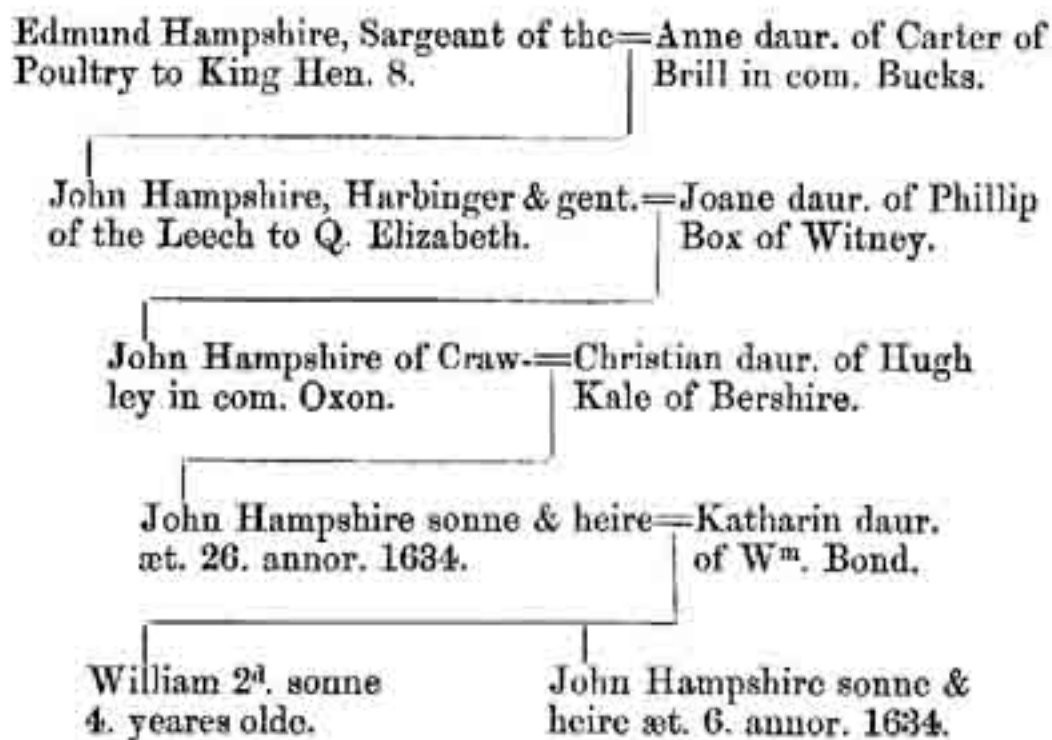 Edmund Hampshire, Sargeant of the=Anne daur. of Carter of
Poultry to King Hen. 8. Brill in com. Bucks.
John Hampshire, Harbinger & gent.=Joane daur. of Phillip
of the Leech to Q. Elizabeth. Box of Witney.
John Hampshire of Craw-=Christian daur. of Hugh
ley in com. Oxon. Kale of Bershire.
John Hampshire sonne & heire=Katharin daur.
æt. 26. annor. 1634. of Wᵐ. Bond.
William 2ᵈ. sonne John Hampshire sonne &
4. yeares olde. heire æt. 6. annor. 1634.